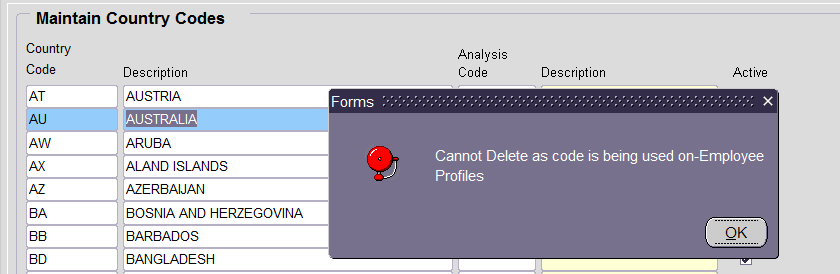 Maintain Country Codes
Country
Code Description Analysis
Code Description Active
AT AUSTRIA
AU AUSTRALIA
AW ARUBA
AX ALAND ISLANDS
AZ AZERBAIJAN
BA BOSNIA AND HERZEGOVINA
BB BARBADOS
BD BANGLADESH
Forms
Cannot Delete as code is being used on-Employee
Profiles
OK